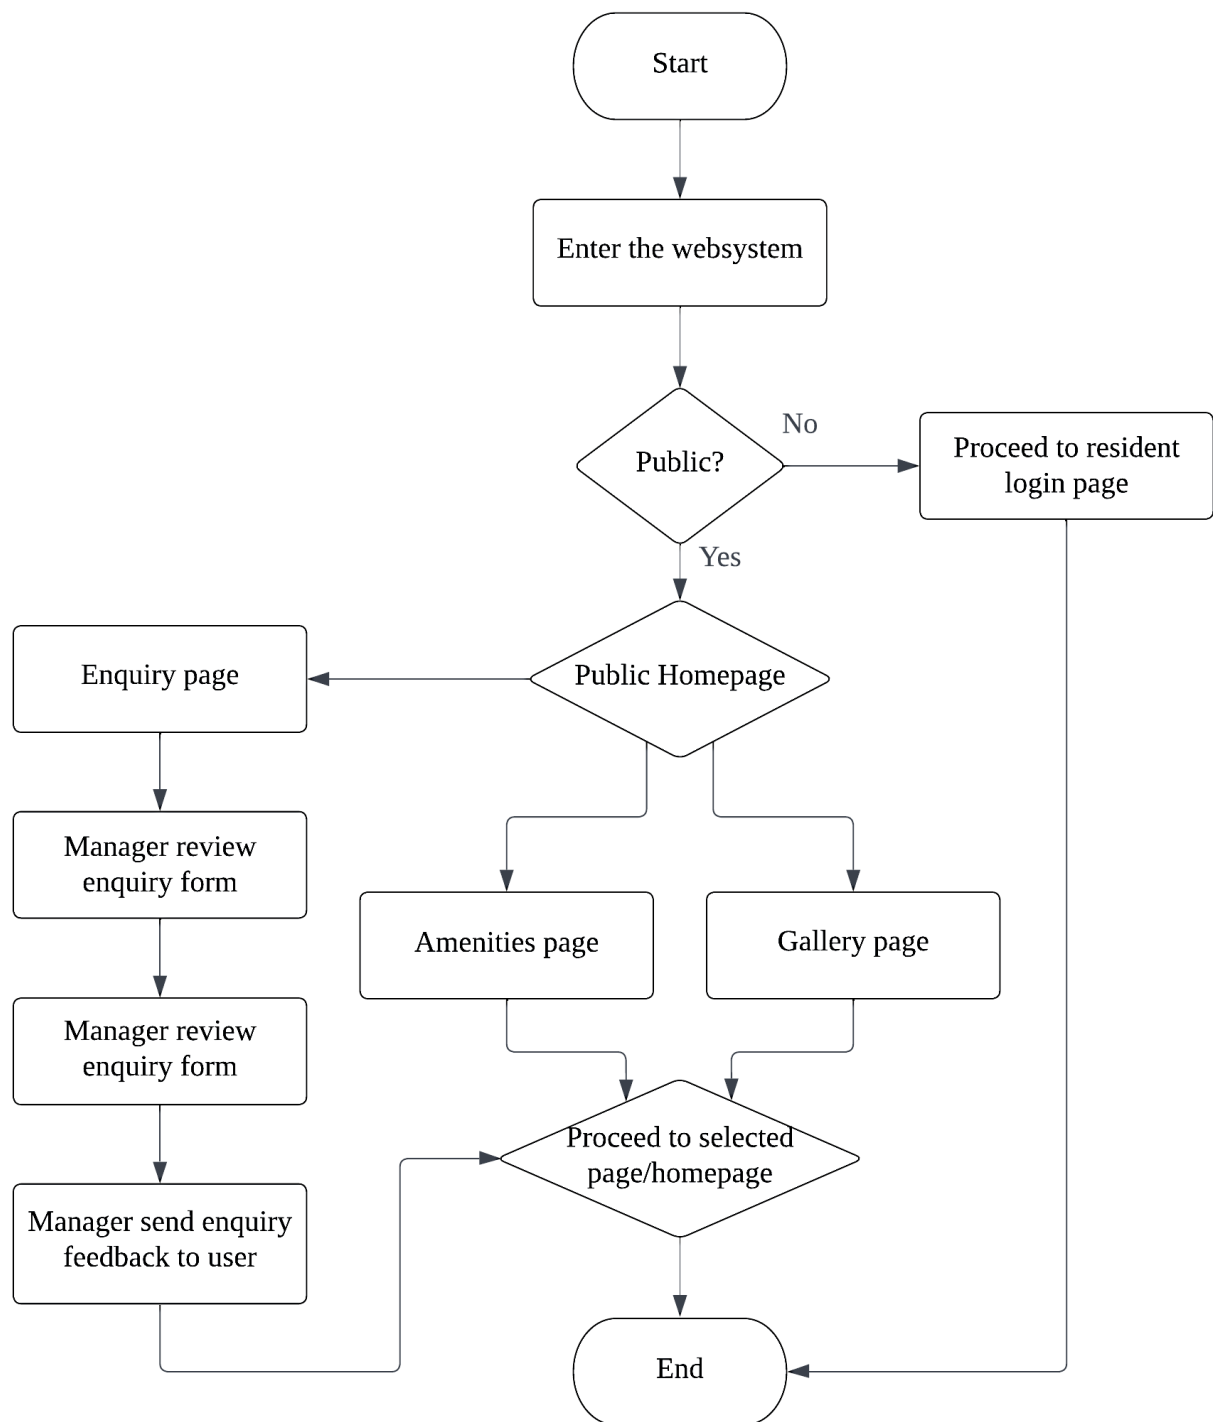 Start
Enter the websystem
Public?
No
Proceed to resident
login page
Yes
Public Homepage
Enquiry page
Manager review
enquiry form
Amenities page
Gallery page
Manager review
enquiry form
Proceed to selected
page/homepage
Manager send enquiry
feedback to user
End